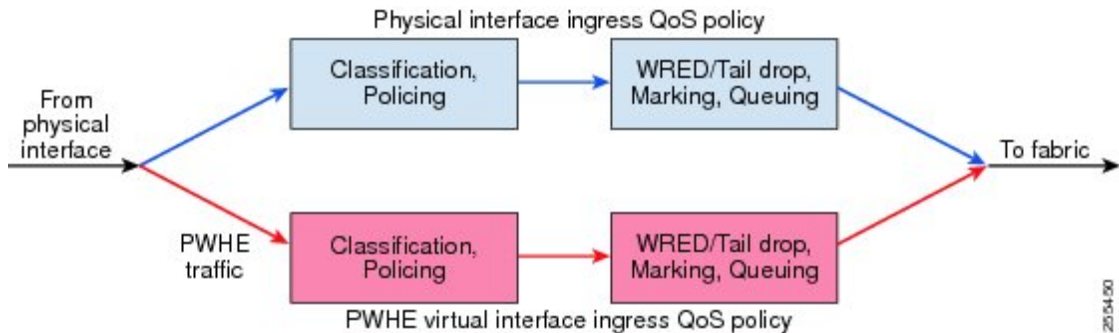 Physical interface ingress QoS policy
From
physical
interface
Classification,
Policing
WRED/Tail drop,
Marking, Queuing
To fabric
PWHE
traffic
Classification,
Policing
WRED/Tail drop,
Marking, Queuing
PWHE virtual interface ingress QoS policy